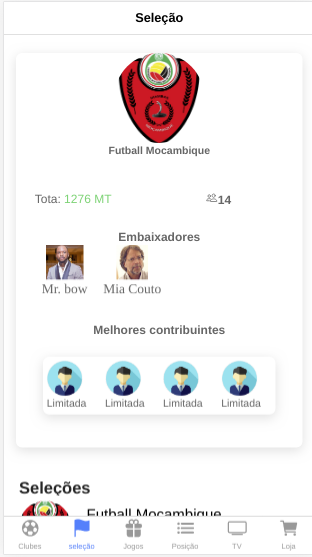 Seleção
Futball Mocambique
Tota: 1276 MT
14
Embaixadores
Mr. bow Mia Couto
Melhores contribuintes
Limitada Limitada Limitada Limitada
Seleções
Futball Mocambique
Clubes seleção Jogos Posição TV Loja